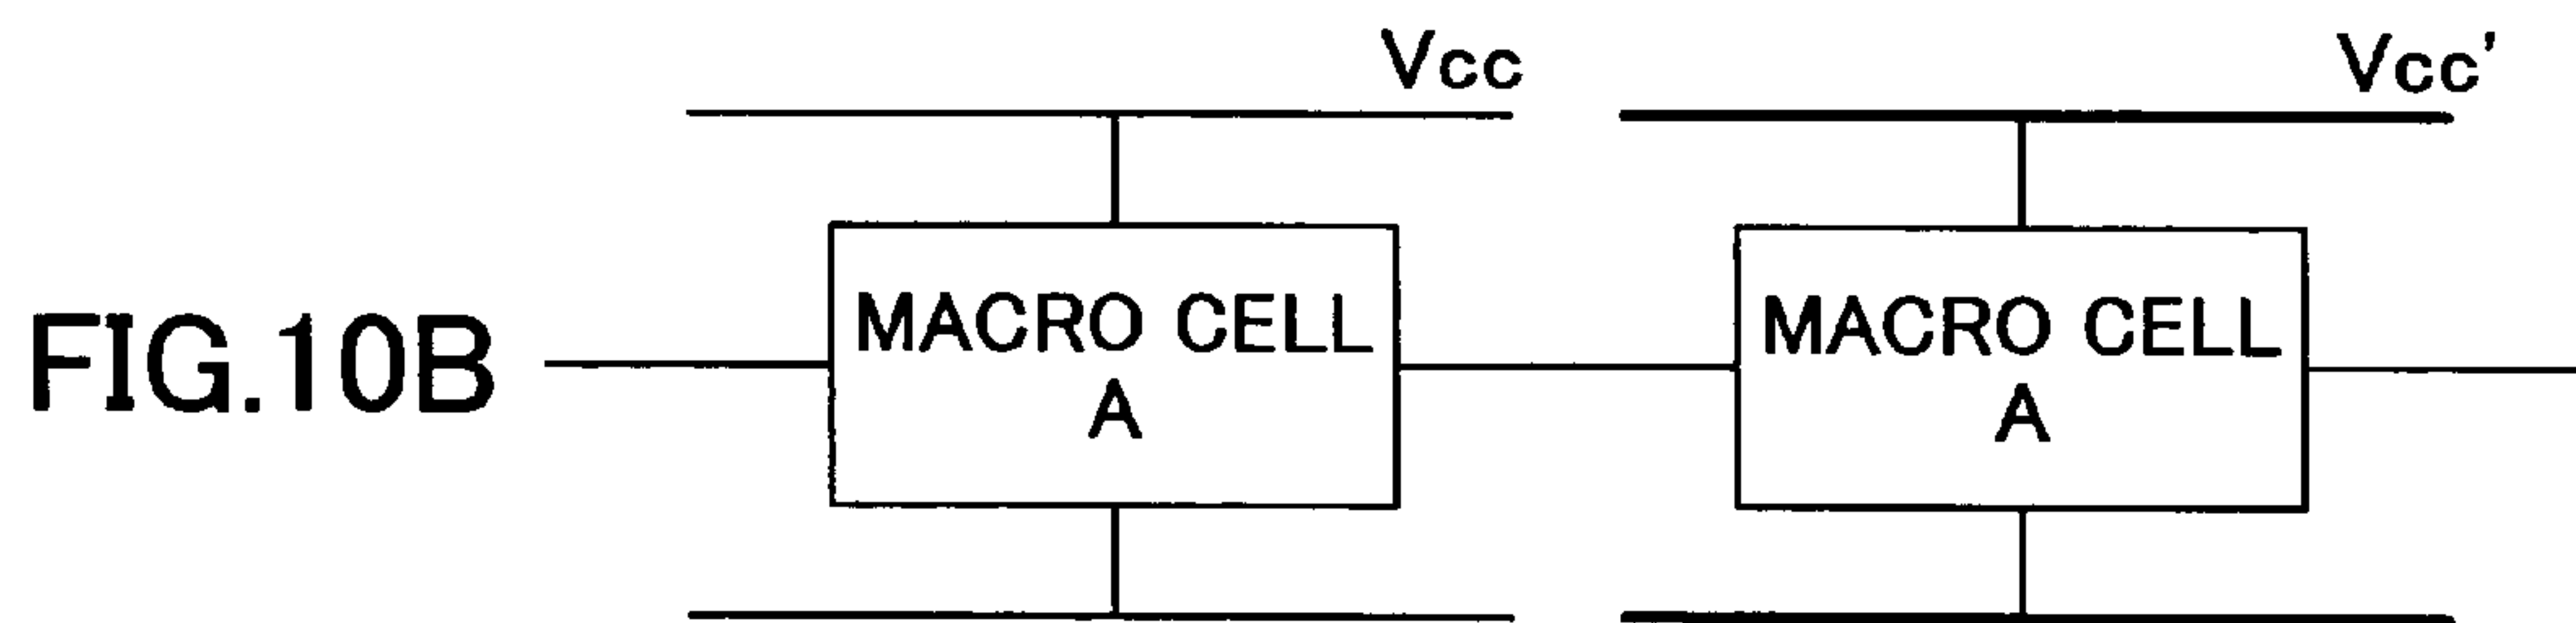 Vcc
Vcc'
FIG.10B
MACRO CELL
A
MACRO CELL
A